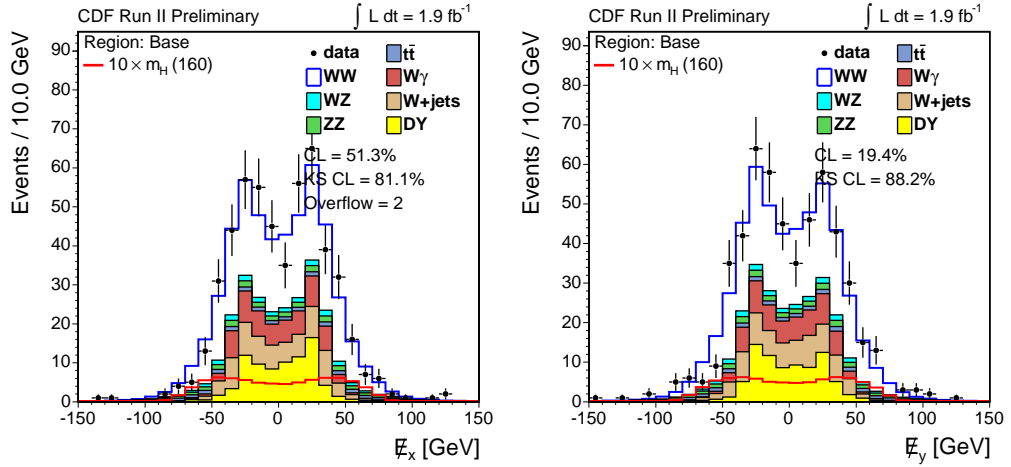 CDF Run II Preliminary
∫ L dt = 1.9 fb⁻¹
Events / 10.0 GeV
90
80
70
60
50
40
30
20
10
0
Region: Base
10 × m_H (160)
data
WW
WZ
ZZ
tt̄
Wγ
W+jets
DY
CL = 51.3%
KS CL = 81.1%
Overflow = 2
-150 -100 -50 0 50 100 150
E̸_x [GeV]
CDF Run II Preliminary
∫ L dt = 1.9 fb⁻¹
Events / 10.0 GeV
90
80
70
60
50
40
30
20
10
0
Region: Base
10 × m_H (160)
data
WW
WZ
ZZ
tt̄
Wγ
W+jets
DY
CL = 19.4%
KS CL = 88.2%
-150 -100 -50 0 50 100 150
E̸_y [GeV]